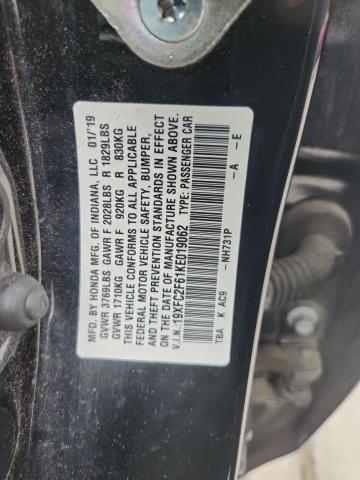 MFD. BY HONDA MFG. OF INDIANA, LLC 01/'19
GVWR 3769LBS GAWR F 2028LBS R 1829LBS
GVWR 1710KG GAWR F 920KG R 830KG
THIS VEHICLE CONFORMS TO ALL APPLICABLE
FEDERAL MOTOR VEHICLE SAFETY, BUMPER,
AND THEFT PREVENTION STANDARDS IN EFFECT
ON THE DATE OF MANUFACTURE SHOWN ABOVE.
V.I.N.: 19XFC2F61KE019062 TYPE: PASSENGER CAR
TBA K AC9 - NH731P - A - E